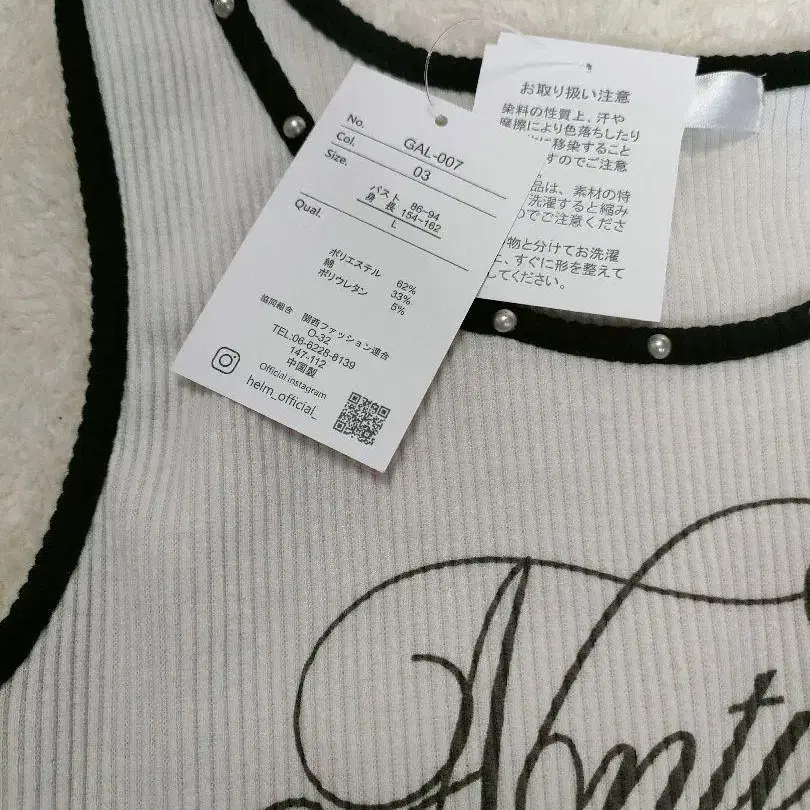 No. GAL-007
Col. 03
Size.
バスト 86~94
身長 154~162
L
Qual.
ポリエステル 62%
綿 33%
ポリウレタン 5%
協同組合 関西ファッション連合
O-32
TEL:06-6228-6139
147-112
中国製
Official instagram
helm_official_
お取り扱い注意
染料の性質上、汗や
摩擦により色落ちしたり
に移染すること
すのでご注意
品は、素材の特
洗濯すると縮み
のでご注意くださ
物と分けてお洗濯
、すぐに形を整えて
してください。